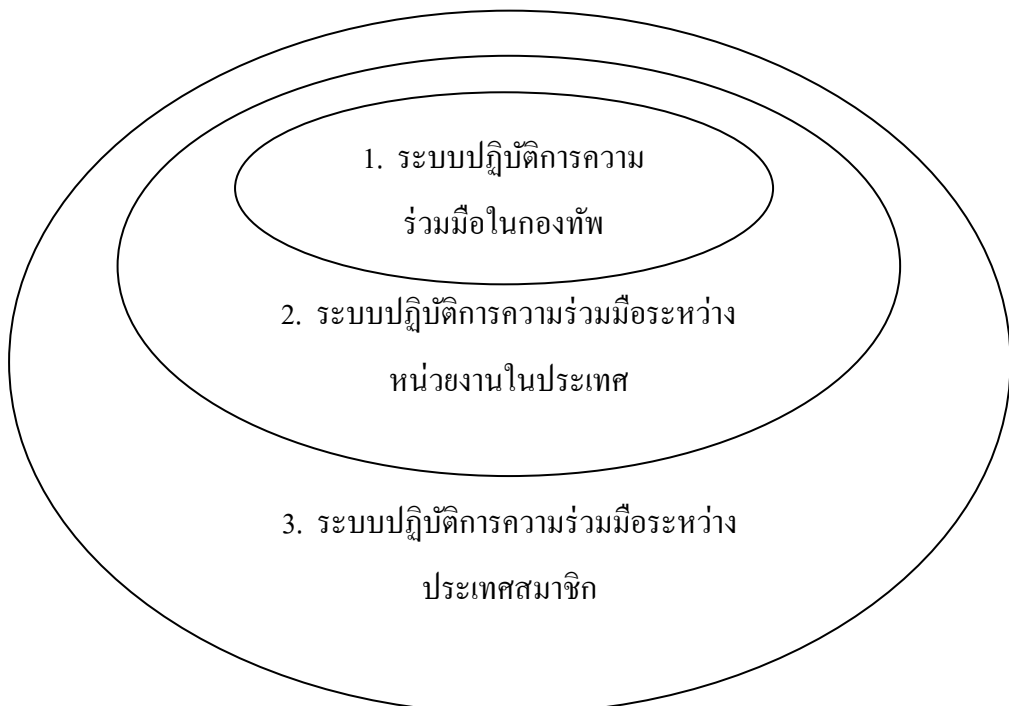 1. ระบบปฏิบัติการความ
ร่วมมือในกองทัพ
2. ระบบปฏิบัติการความร่วมมือระหว่าง
หน่วยงานในประเทศ
3. ระบบปฏิบัติการความร่วมมือระหว่าง
ประเทศสมาชิก